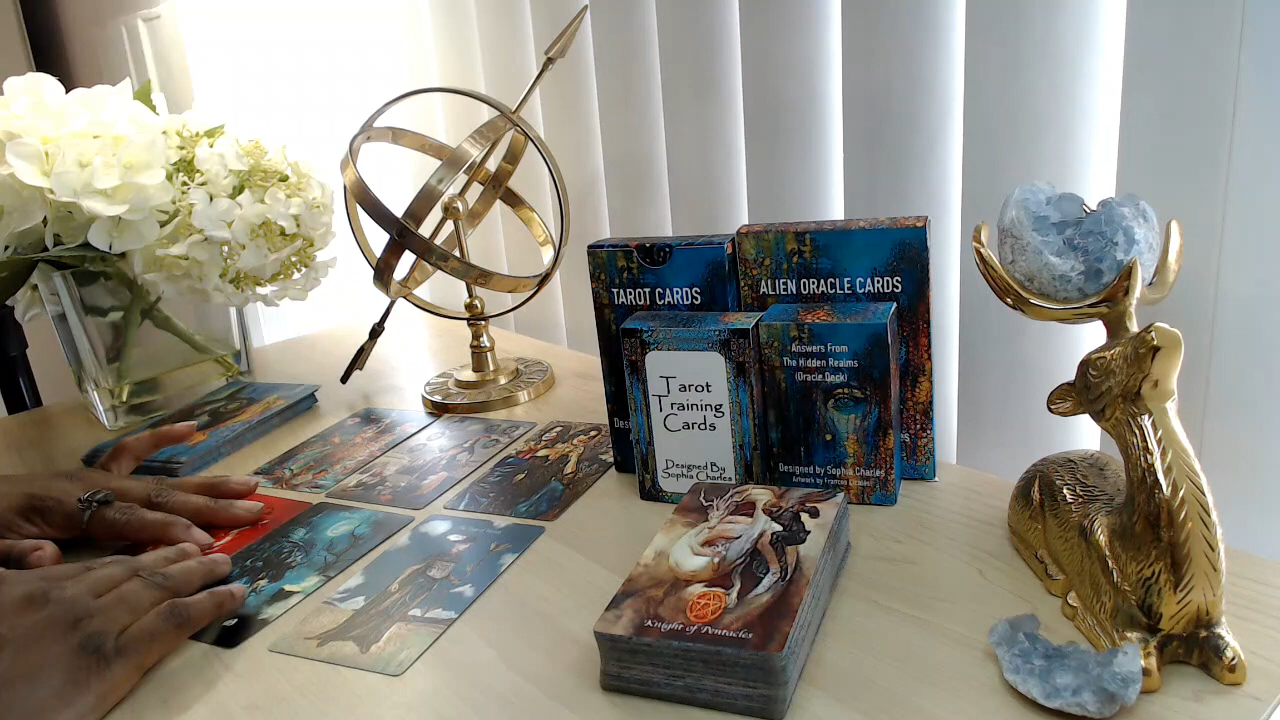 TAROT CARDS
ALIEN ORACLE CARDS
Tarot
Training
Cards
Designed By
Sophia Charles
Answers From
The Hidden Realms
(Oracle Deck)
Designed by Sophia Charles
Knight of Pentacles